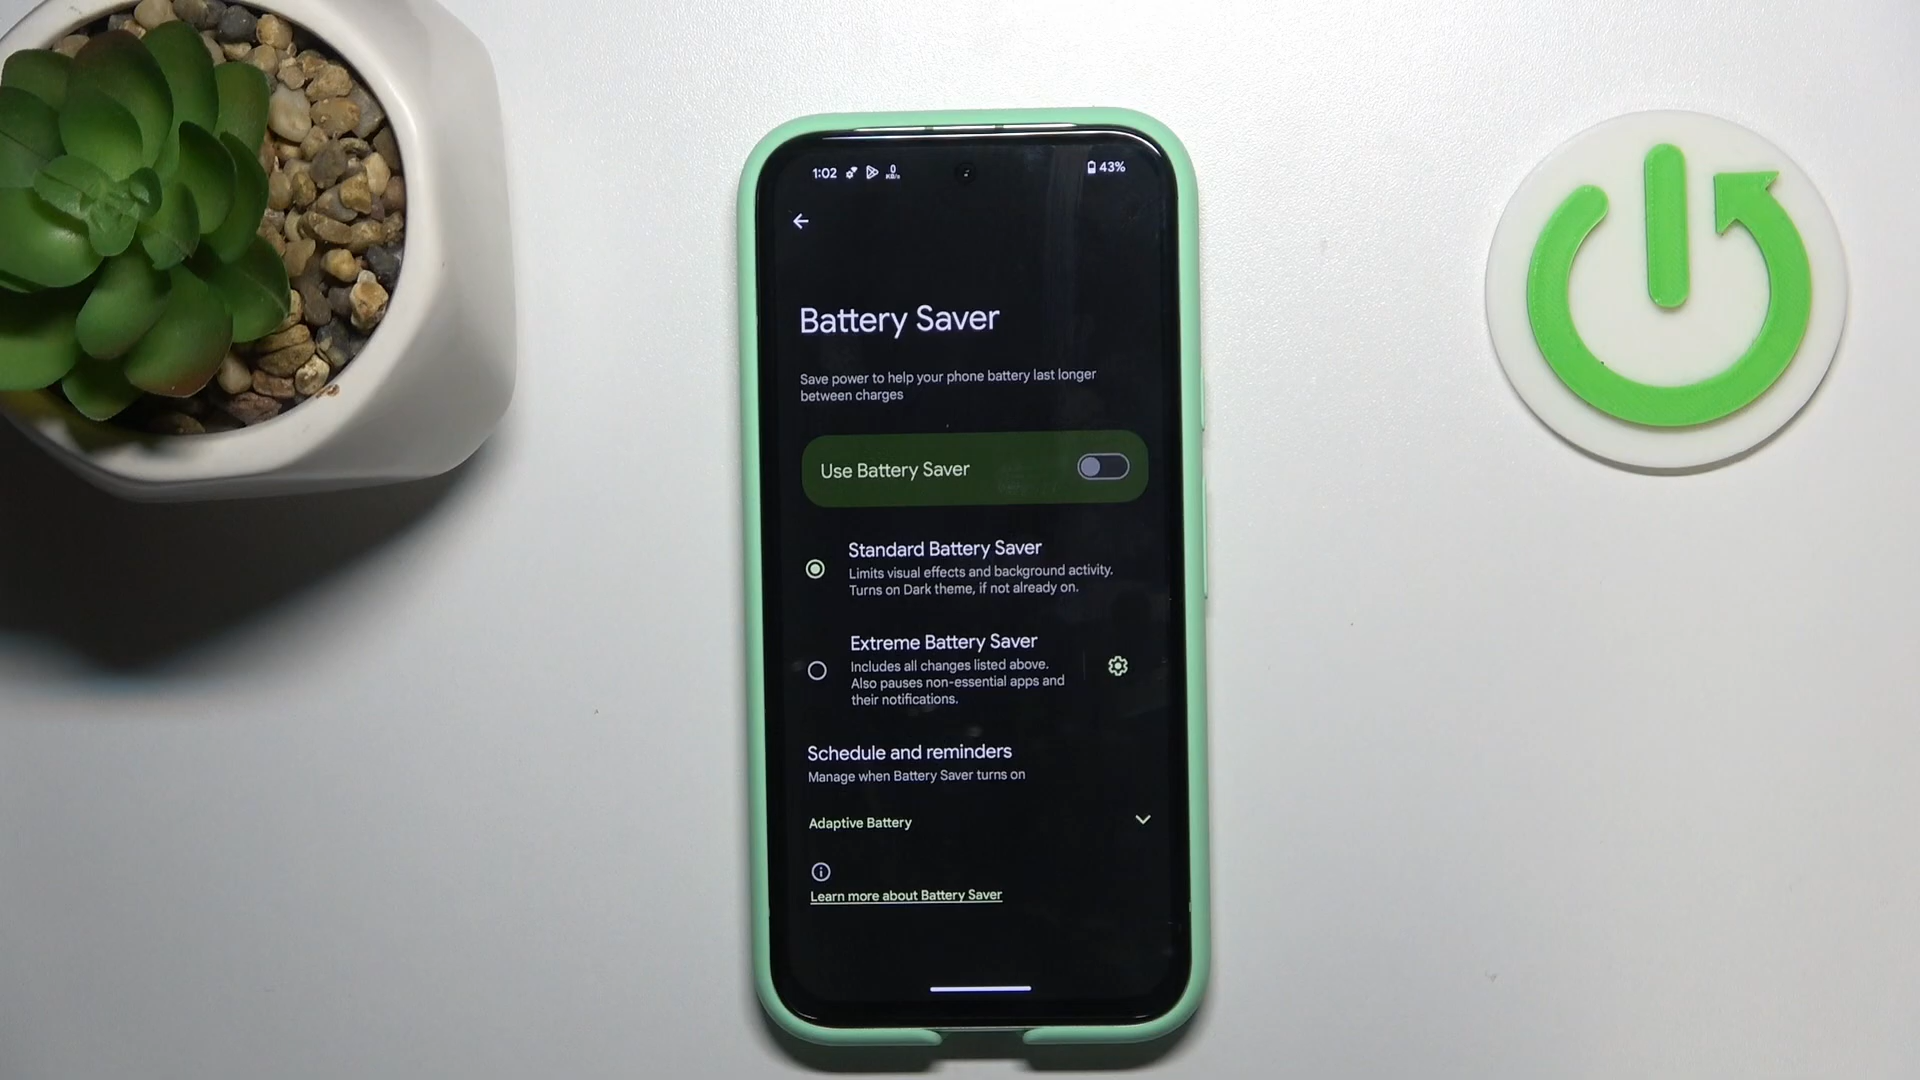 1:02 0 43%
KB/s
Battery Saver
Save power to help your phone battery last longer
between charges
Use Battery Saver
Standard Battery Saver
Limits visual effects and background activity.
Turns on Dark theme, if not already on.
Extreme Battery Saver
Includes all changes listed above.
Also pauses non-essential apps and
their notifications.
Schedule and reminders
Manage when Battery Saver turns on
Adaptive Battery
Learn more about Battery Saver